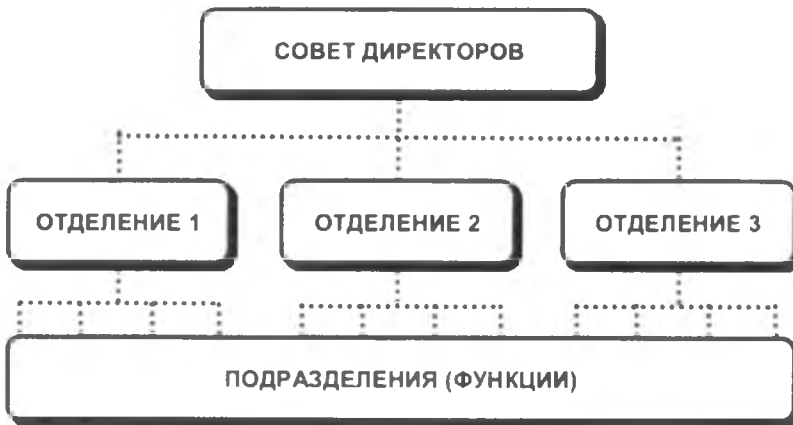 СОВЕТ ДИРЕКТОРОВ
ОТДЕЛЕНИЕ 1
ОТДЕЛЕНИЕ 2
ОТДЕЛЕНИЕ 3
ПОДРАЗДЕЛЕНИЯ (ФУНКЦИИ)